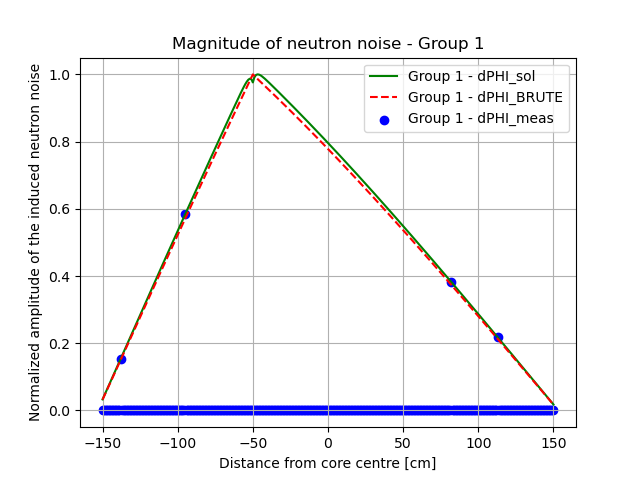 Magnitude of neutron noise - Group 1
Normalized amplitude of the induced neutron noise
1.0
0.8
0.6
0.4
0.2
0.0
Group 1 - dPHI_sol
Group 1 - dPHI_BRUTE
Group 1 - dPHI_meas
−150
−100
−50
0
50
100
150
Distance from core centre [cm]